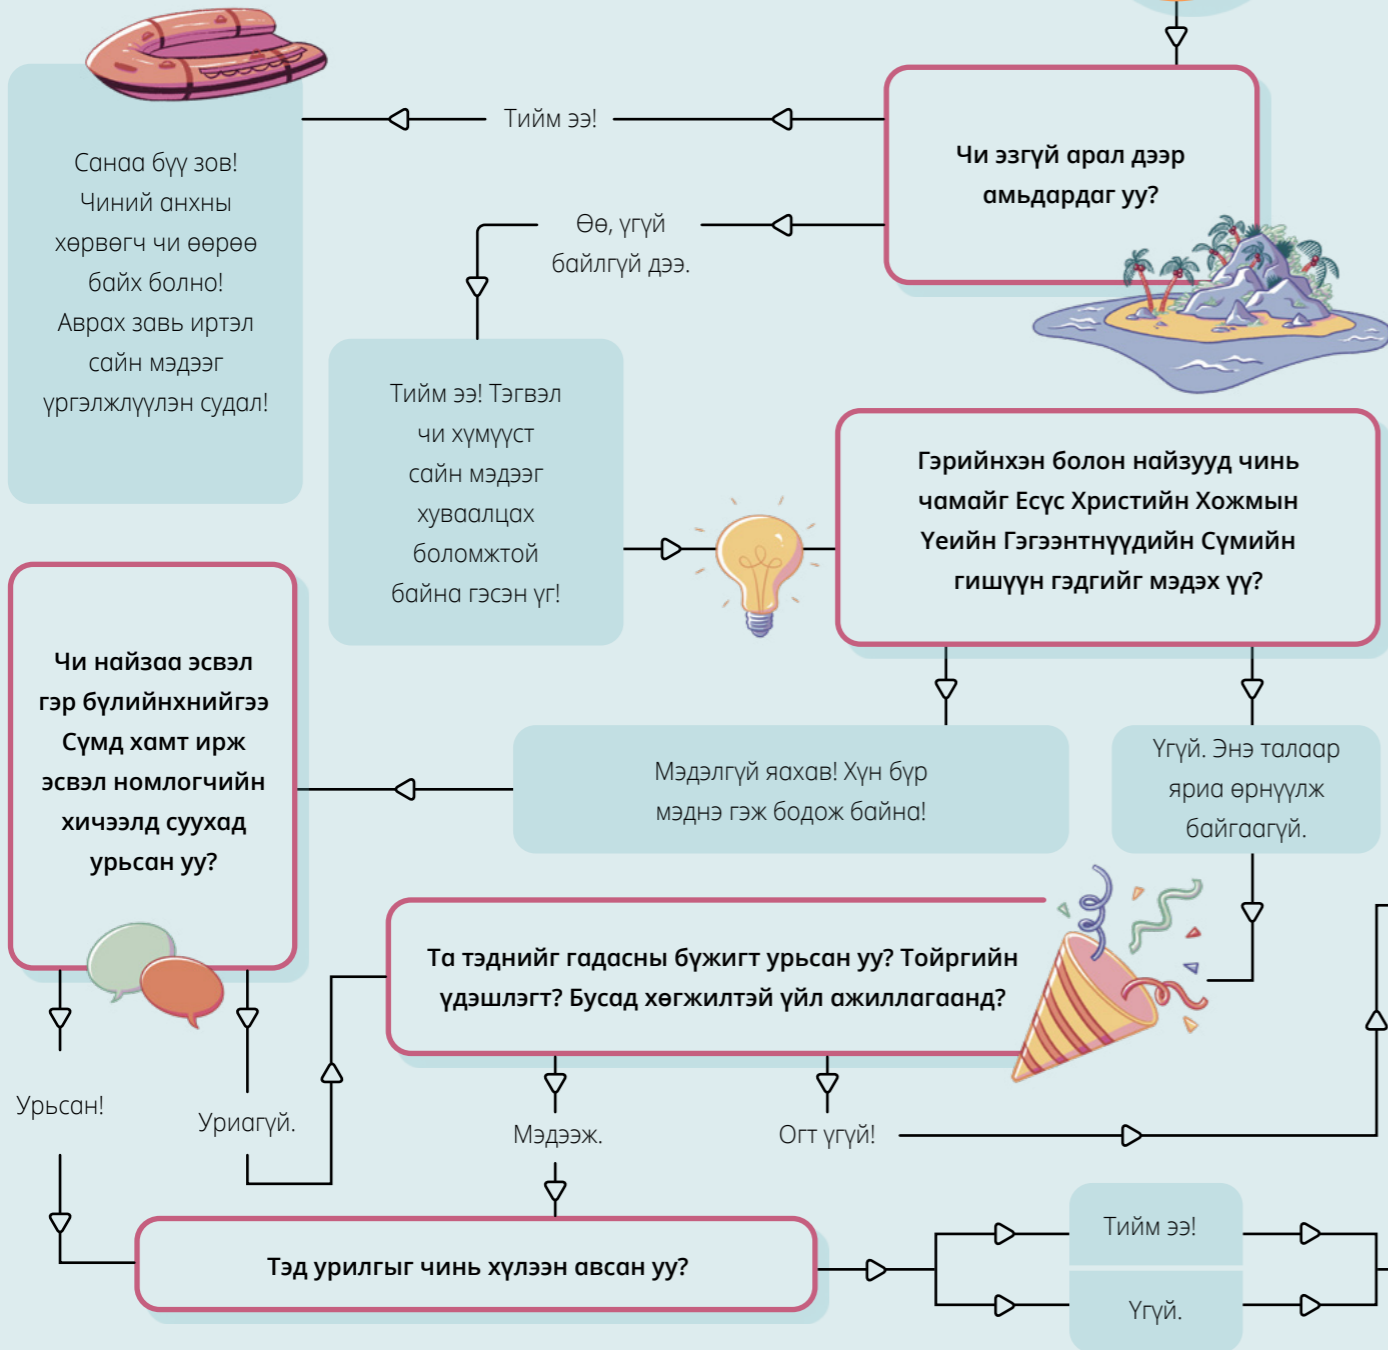 Чи эзгүй арал дээр
амьдардаг уу?
Тийм ээ!
Санаа бүү зов!
Чиний анхны
хөрвөгч чи өөрөө
байх болно!
Аврах завь иртэл
сайн мэдээг
үргэлжлүүлэн судал!
Өө, үгүй
байлгүй дээ.
Тийм ээ! Тэгвэл
чи хүмүүст
сайн мэдээг
хуваалцах
боломжтой
байна гэсэн үг!
Гэрийнхэн болон найзууд чинь
чамайг Есүс Христийн Хожмын
Үеийн Гэгээнтнүүдийн Сүмийн
гишүүн гэдгийг мэдэх үү?
Мэдэлгүй яахав! Хүн бүр
мэднэ гэж бодож байна!
Үгүй. Энэ талаар
яриа өрнүүлж
байгаагүй.
Чи найзаа эсвэл
гэр бүлийнхнийгээ
Сүмд хамт ирж
эсвэл номлогчийн
хичээлд суухад
урьсан уу?
Та тэднийг гадасны бүжигт урьсан уу? Тойргийн
үдэшлэгт? Бусад хөгжилтэй үйл ажиллагаанд?
Урьсан!
Уриагүй.
Мэдээж.
Огт үгүй!
Тэд урилгыг чинь хүлээн авсан уу?
Тийм ээ!
Үгүй.